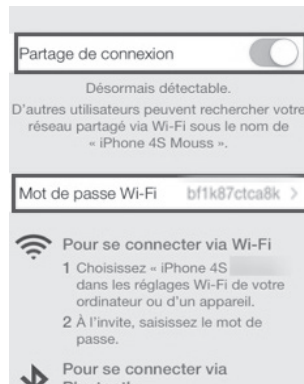 Partage de connexion
Désormais détectable.
D'autres utilisateurs peuvent rechercher votre
réseau partagé via Wi-Fi sous le nom de
« iPhone 4S Mouss ».
Mot de passe Wi-Fi bf1k87ctca8k >
Pour se connecter via Wi-Fi
1 Choisissez « iPhone 4S
dans les réglages Wi-Fi de votre
ordinateur ou d'un appareil.
2 À l'invite, saisissez le mot de
passe.
Pour se connecter via